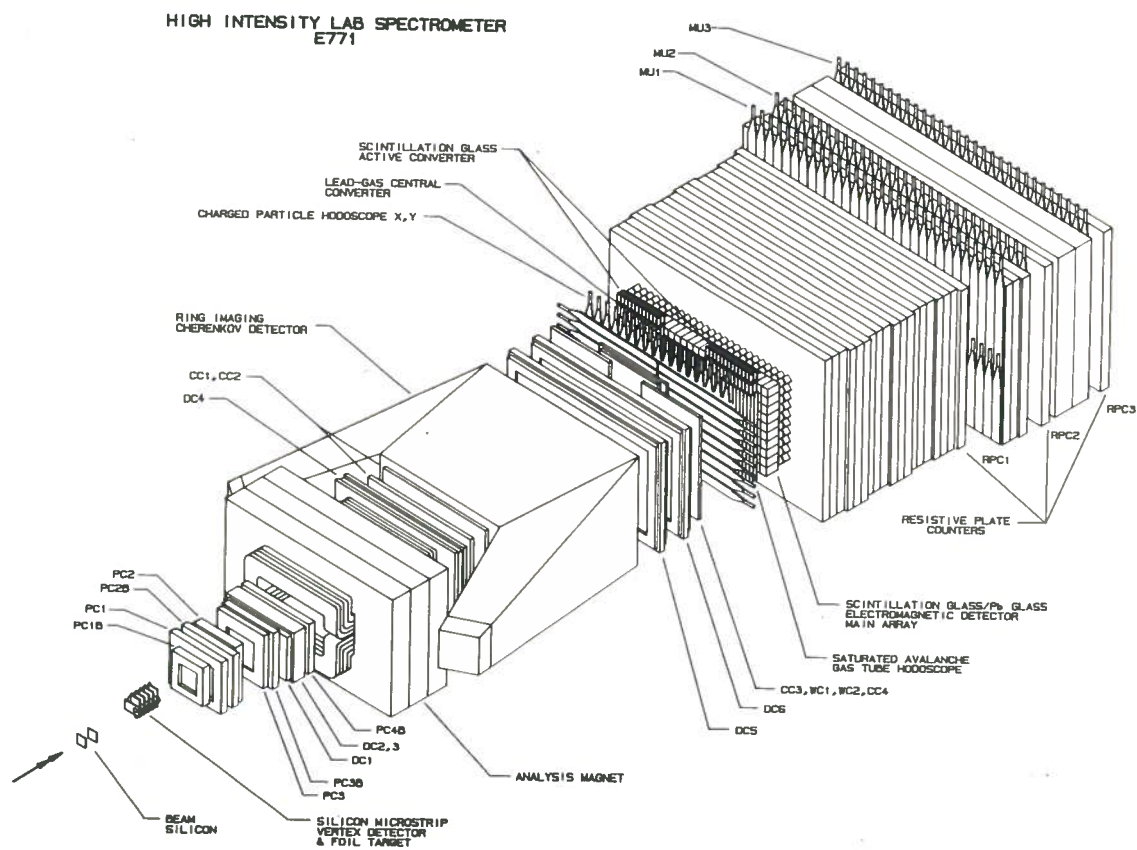 HIGH INTENSITY LAB SPECTROMETER
E771
MU3
MU2
MU1
SCINTILLATION GLASS
ACTIVE CONVERTER
LEAD-GAS CENTRAL
CONVERTER
CHARGED PARTICLE HODOSCOPE X,Y
RING IMAGING
CHERENKOV DETECTOR
CC1,CC2
DC4
PC2
PC2B
PC1
PC1B
RPC3
RPC2
RPC1
RESISTIVE PLATE
COUNTERS
SCINTILLATION GLASS/Pb GLASS
ELECTROMAGNETIC DETECTOR
MAIN ARRAY
SATURATED AVALANCHE
GAS TUBE HODOSCOPE
CC3,WC1,WC2,CC4
DC6
DC5
PC4B
DC2,3
DC1
PC3B
PC3
ANALYSIS MAGNET
BEAM
SILICON
SILICON MICROSTRIP
VERTEX DETECTOR
& FOIL TARGET